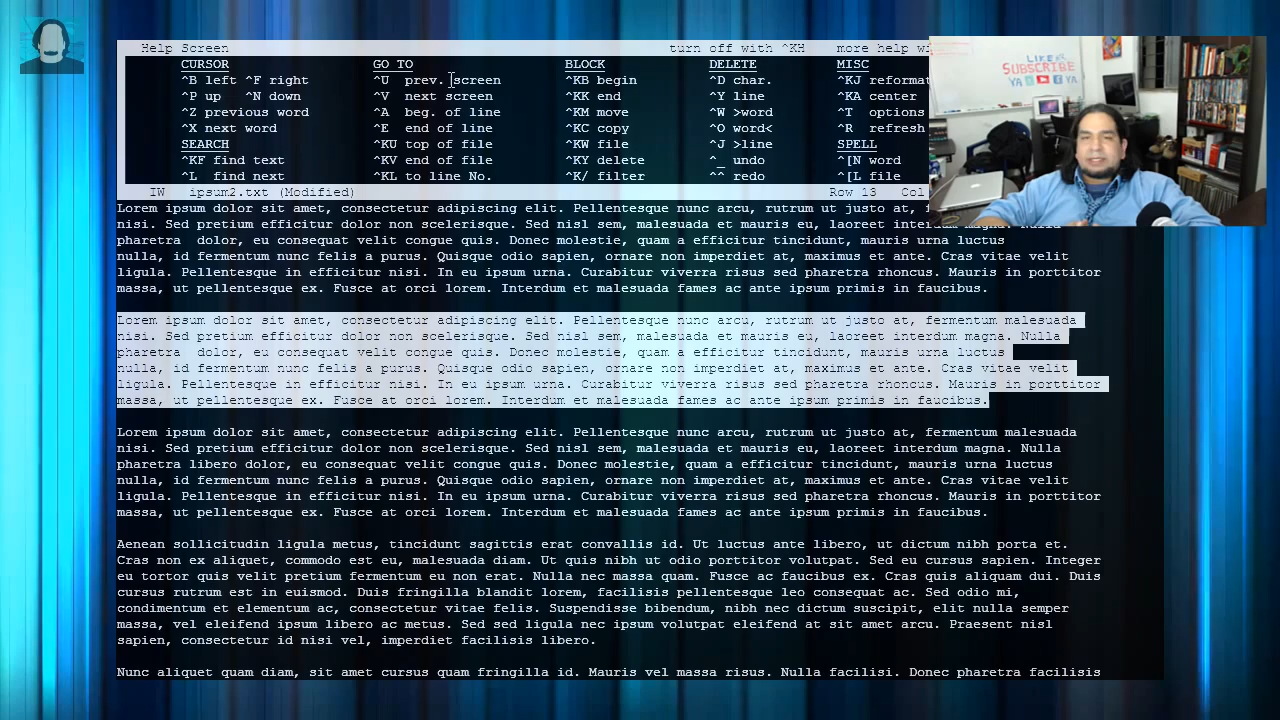 Help Screen turn off with ^KH more help wi
CURSOR GO TO BLOCK DELETE MISC
^B left ^F right ^U prev. screen ^KB begin ^D char. ^KJ reformat
^P up ^N down ^V next screen ^KK end ^Y line ^KA center
^Z previous word ^A beg. of line ^KM move ^W >word ^T options
^X next word ^E end of line ^KC copy ^O word< ^R refresh
SEARCH ^KU top of file ^KW file ^J >line SPELL
^KF find text ^KV end of file ^KY delete ^_ undo ^[N word
^L find next ^KL to line No. ^K/ filter ^^ redo ^[L file
IW ipsum2.txt (Modified) Row 13 Col
LIKE
SUBSCRIBE
Lorem ipsum dolor sit amet, consectetur adipiscing elit. Pellentesque nunc arcu, rutrum ut justo at,
nisi. Sed pretium efficitur dolor non scelerisque. Sed nisl sem, malesuada et mauris eu, laoreet interdum magna. Nulla
pharetra  dolor, eu consequat velit congue quis. Donec molestie, quam a efficitur tincidunt, mauris urna luctus
nulla, id fermentum nunc felis a purus. Quisque odio sapien, ornare non imperdiet at, maximus et ante. Cras vitae velit
ligula. Pellentesque in efficitur nisi. In eu ipsum urna. Curabitur viverra risus sed pharetra rhoncus. Mauris in porttitor
massa, ut pellentesque ex. Fusce at orci lorem. Interdum et malesuada fames ac ante ipsum primis in faucibus.
Lorem ipsum dolor sit amet, consectetur adipiscing elit. Pellentesque nunc arcu, rutrum ut justo at, fermentum malesuada
nisi. Sed pretium efficitur dolor non scelerisque. Sed nisl sem, malesuada et mauris eu, laoreet interdum magna. Nulla
pharetra  dolor, eu consequat velit congue quis. Donec molestie, quam a efficitur tincidunt, mauris urna luctus
nulla, id fermentum nunc felis a purus. Quisque odio sapien, ornare non imperdiet at, maximus et ante. Cras vitae velit
ligula. Pellentesque in efficitur nisi. In eu ipsum urna. Curabitur viverra risus sed pharetra rhoncus. Mauris in porttitor
massa, ut pellentesque ex. Fusce at orci lorem. Interdum et malesuada fames ac ante ipsum primis in faucibus.
Lorem ipsum dolor sit amet, consectetur adipiscing elit. Pellentesque nunc arcu, rutrum ut justo at, fermentum malesuada
nisi. Sed pretium efficitur dolor non scelerisque. Sed nisl sem, malesuada et mauris eu, laoreet interdum magna. Nulla
pharetra libero dolor, eu consequat velit congue quis. Donec molestie, quam a efficitur tincidunt, mauris urna luctus
nulla, id fermentum nunc felis a purus. Quisque odio sapien, ornare non imperdiet at, maximus et ante. Cras vitae velit
ligula. Pellentesque in efficitur nisi. In eu ipsum urna. Curabitur viverra risus sed pharetra rhoncus. Mauris in porttitor
massa, ut pellentesque ex. Fusce at orci lorem. Interdum et malesuada fames ac ante ipsum primis in faucibus.
Aenean sollicitudin ligula metus, tincidunt sagittis erat convallis id. Ut luctus ante libero, ut dictum nibh porta et.
Cras non ex aliquet, commodo est eu, malesuada diam. Ut quis nibh ut odio porttitor volutpat. Sed eu cursus sapien. Integer
eu tortor quis velit pretium fermentum eu non erat. Nulla nec massa quam. Fusce ac faucibus ex. Cras quis aliquam dui. Duis
cursus rutrum est in euismod. Duis fringilla blandit lorem, facilisis pellentesque leo consequat ac. Sed odio mi,
condimentum et elementum ac, consectetur vitae felis. Suspendisse bibendum, nibh nec dictum suscipit, elit nulla semper
massa, vel eleifend ipsum libero ac metus. Sed sed ligula nec ipsum volutpat eleifend at sit amet arcu. Praesent nisl
sapien, consectetur id nisi vel, imperdiet facilisis libero.
Nunc aliquet quam diam, sit amet cursus quam fringilla id. Mauris vel massa risus. Nulla facilisi. Donec pharetra facilisis